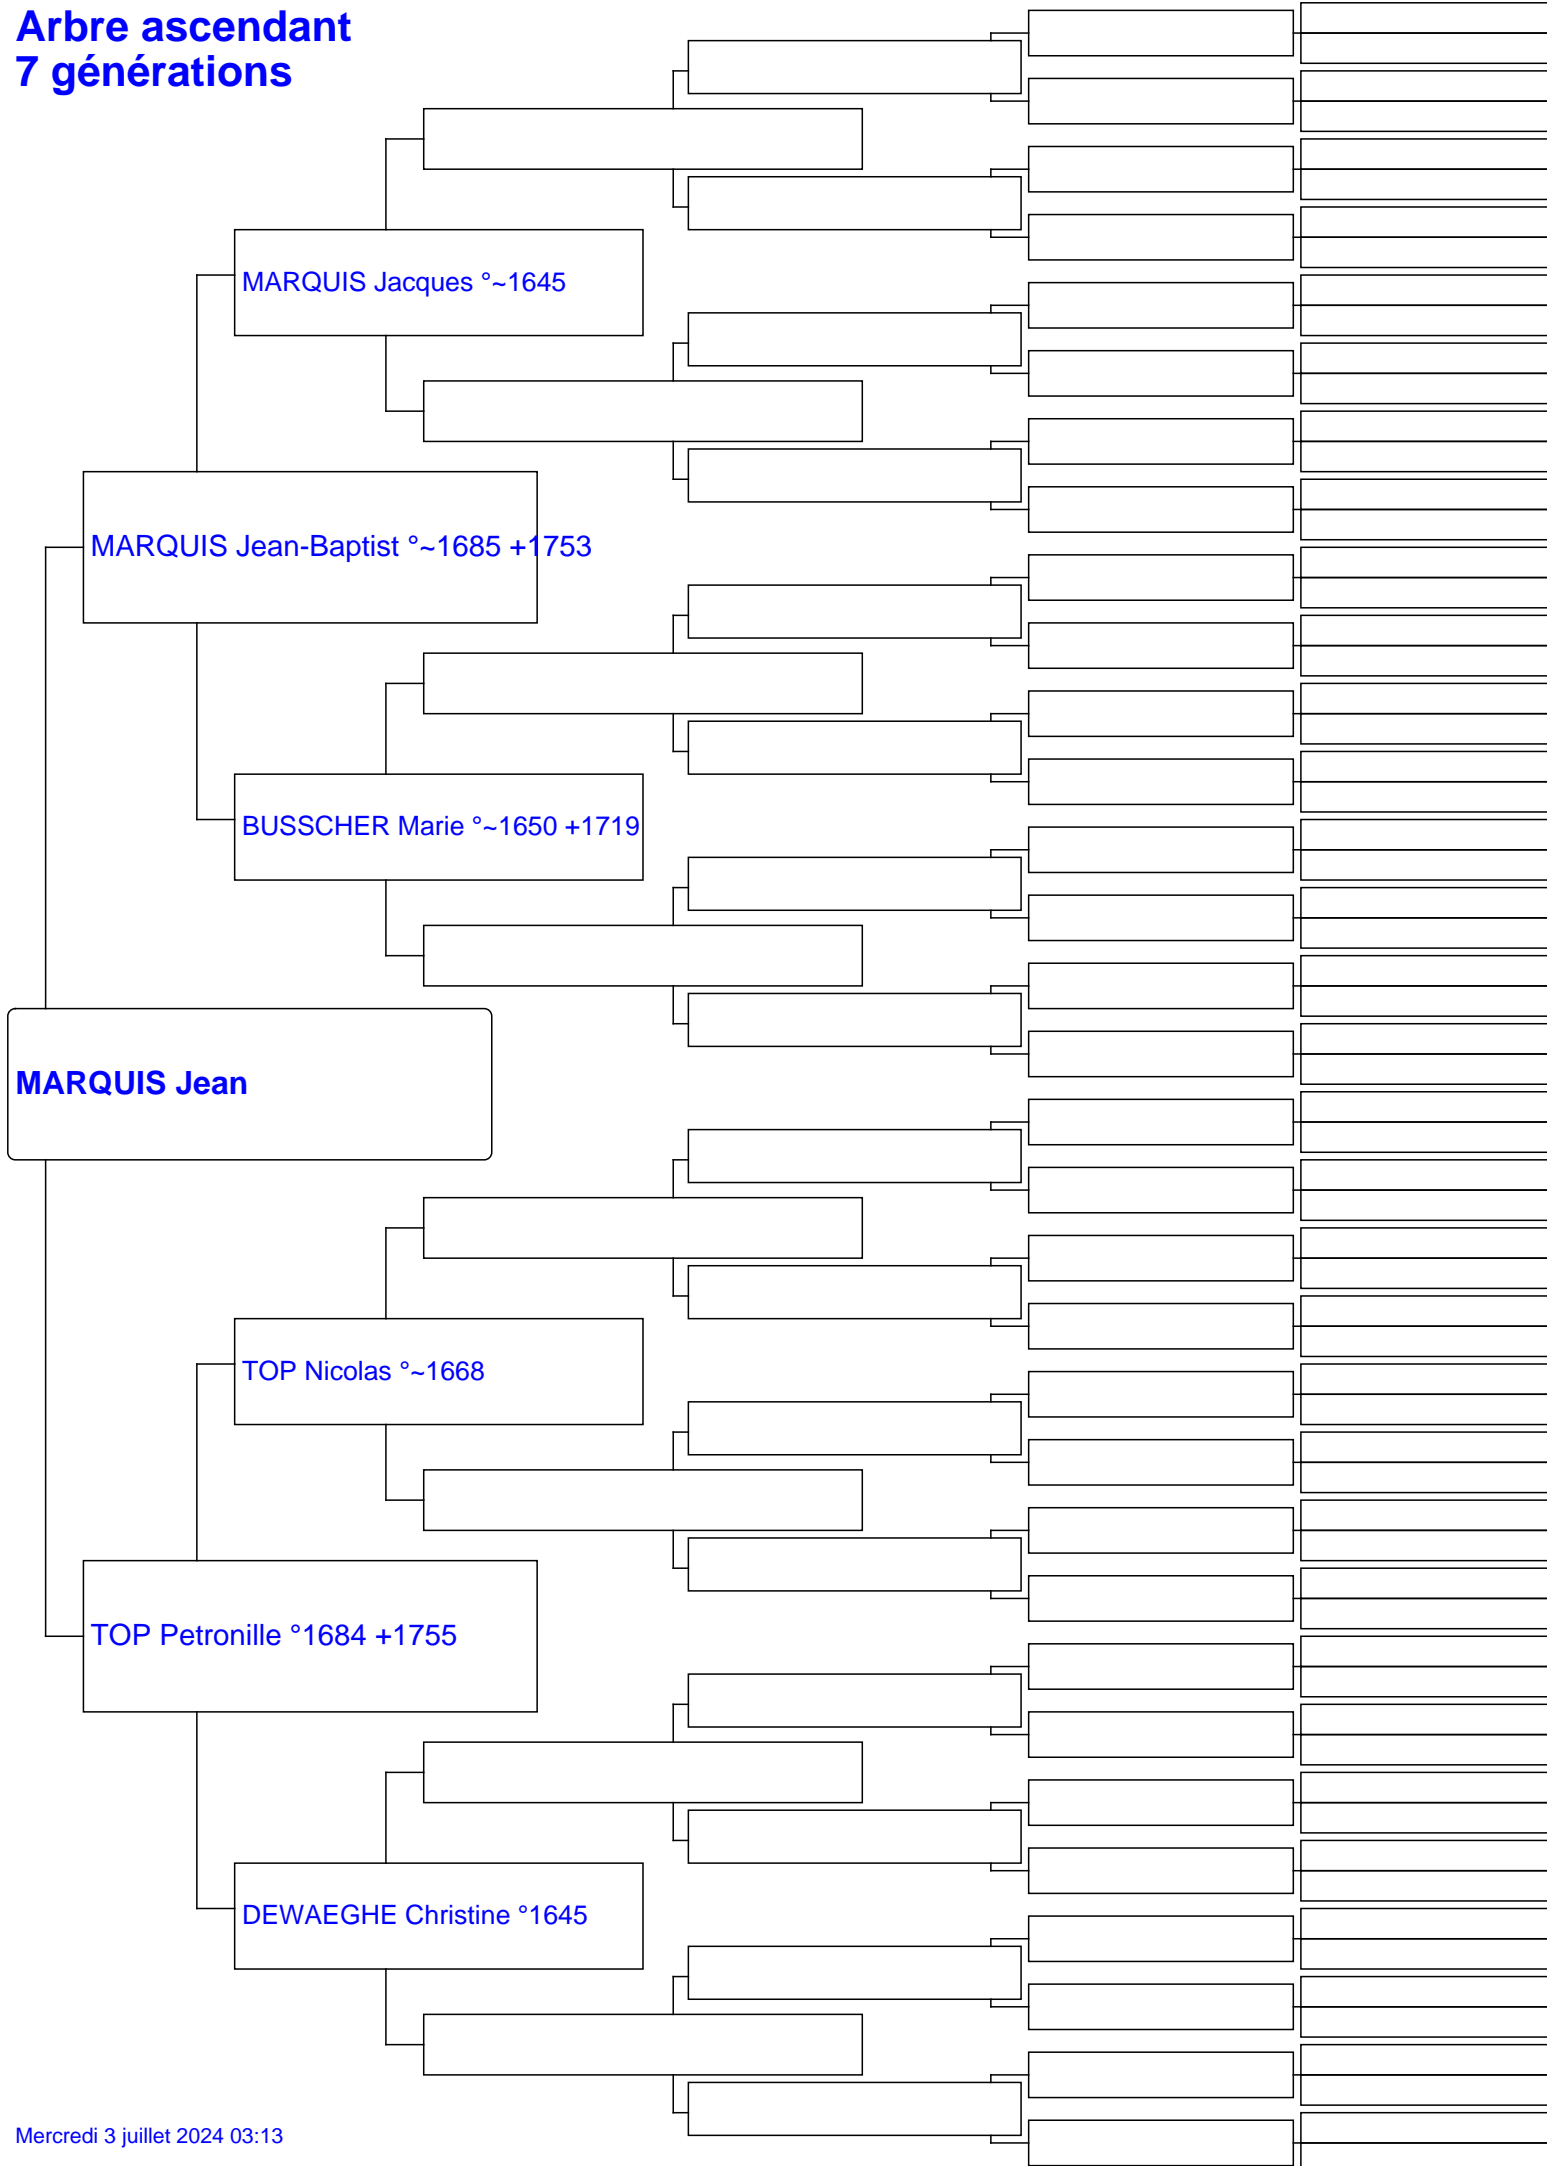 Arbre ascendant
7 générations
MARQUIS Jacques °~1645
MARQUIS Jean-Baptist °~1685 +1753
BUSSCHER Marie °~1650 +1719
MARQUIS Jean
TOP Nicolas °~1668
TOP Petronille °1684 +1755
DEWAEGHE Christine °1645
Mercredi 3 juillet 2024 03:13